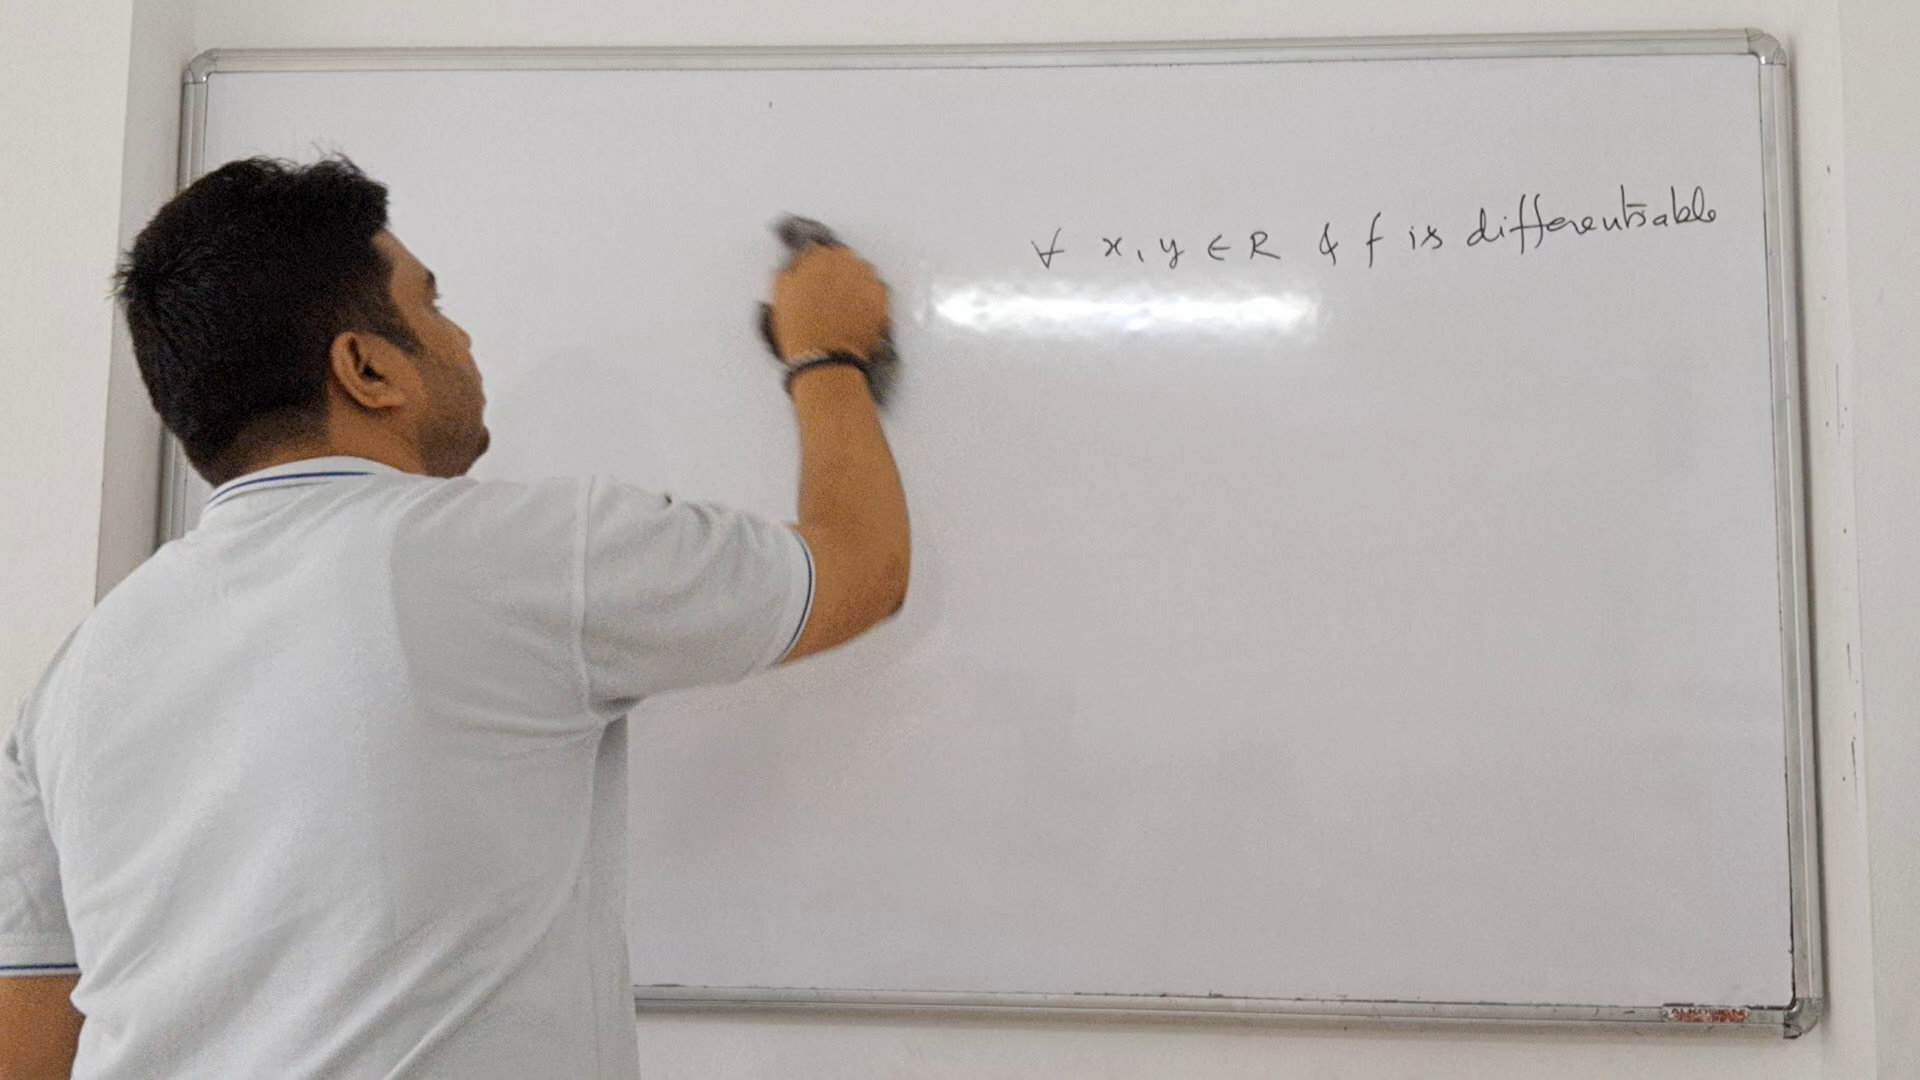 ∀ x, y ∈ R & f is differentiable